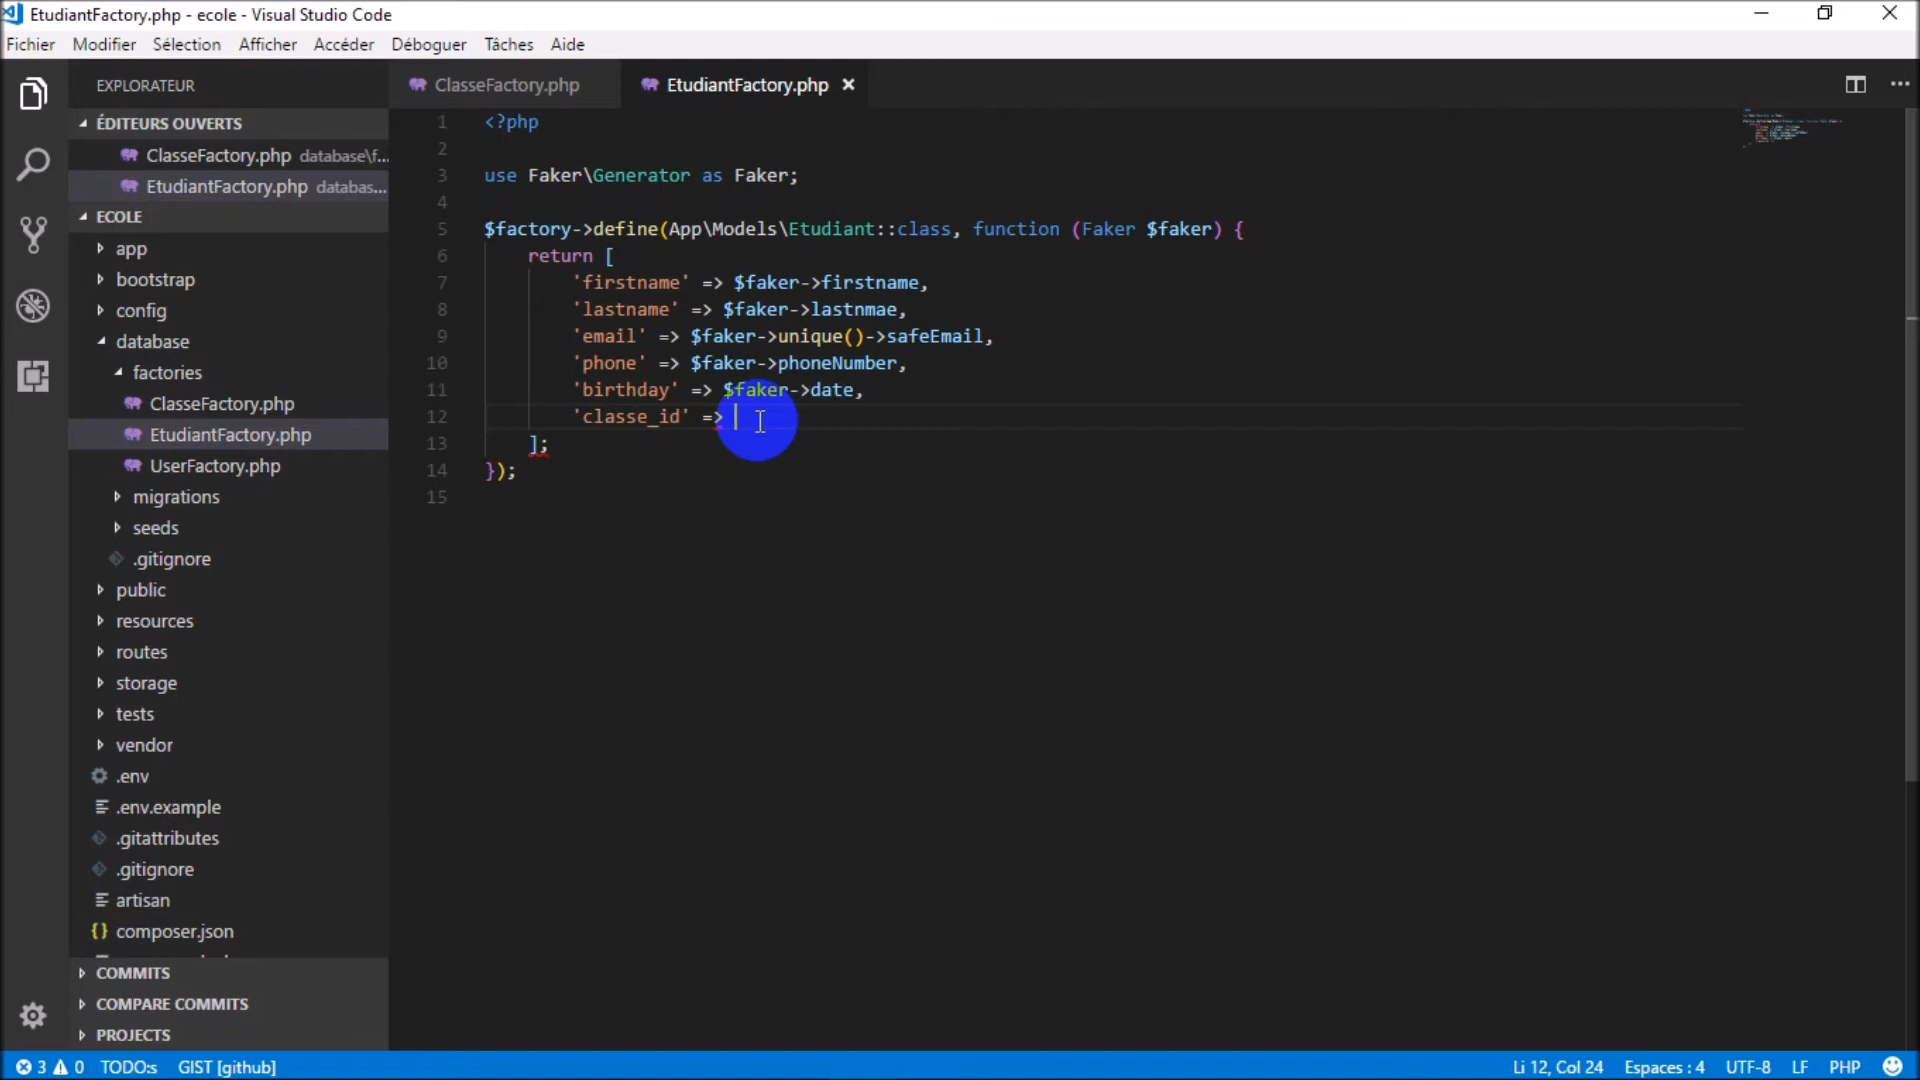 EtudiantFactory.php - ecole - Visual Studio Code
Fichier Modifier Sélection Afficher Accéder Déboguer Tâches Aide
EXPLORATEUR
ÉDITEURS OUVERTS
ClasseFactory.php database\f...
EtudiantFactory.php databas...
ECOLE
app
bootstrap
config
database
factories
ClasseFactory.php
EtudiantFactory.php
UserFactory.php
migrations
seeds
.gitignore
public
resources
routes
storage
tests
vendor
.env
.env.example
.gitattributes
.gitignore
artisan
composer.json
COMMITS
COMPARE COMMITS
PROJECTS
ClasseFactory.php EtudiantFactory.php
1 <?php
2
3 use Faker\Generator as Faker;
4
5 $factory->define(App\Models\Etudiant::class, function (Faker $faker) {
6 return [
7 'firstname' => $faker->firstname,
8 'lastname' => $faker->lastnmae,
9 'email' => $faker->unique()->safeEmail,
10 'phone' => $faker->phoneNumber,
11 'birthday' => $faker->date,
12 'classe_id' =>
13 ];
14 });
15
3 0 TODO:s GIST [github] Li 12, Col 24 Espaces : 4 UTF-8 LF PHP